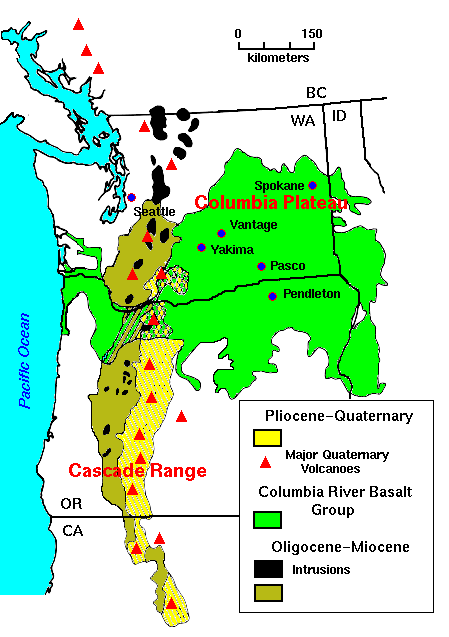 0 150
kilometers
BC
WA ID
Spokane
Columbia Plateau
Seattle
Vantage
Yakima
Pasco
Pendleton
Pacific Ocean
Cascade Range
OR
CA
Pliocene-Quaternary
Major Quaternary
Volcanoes
Columbia River Basalt
Group
Oligocene-Miocene
Intrusions